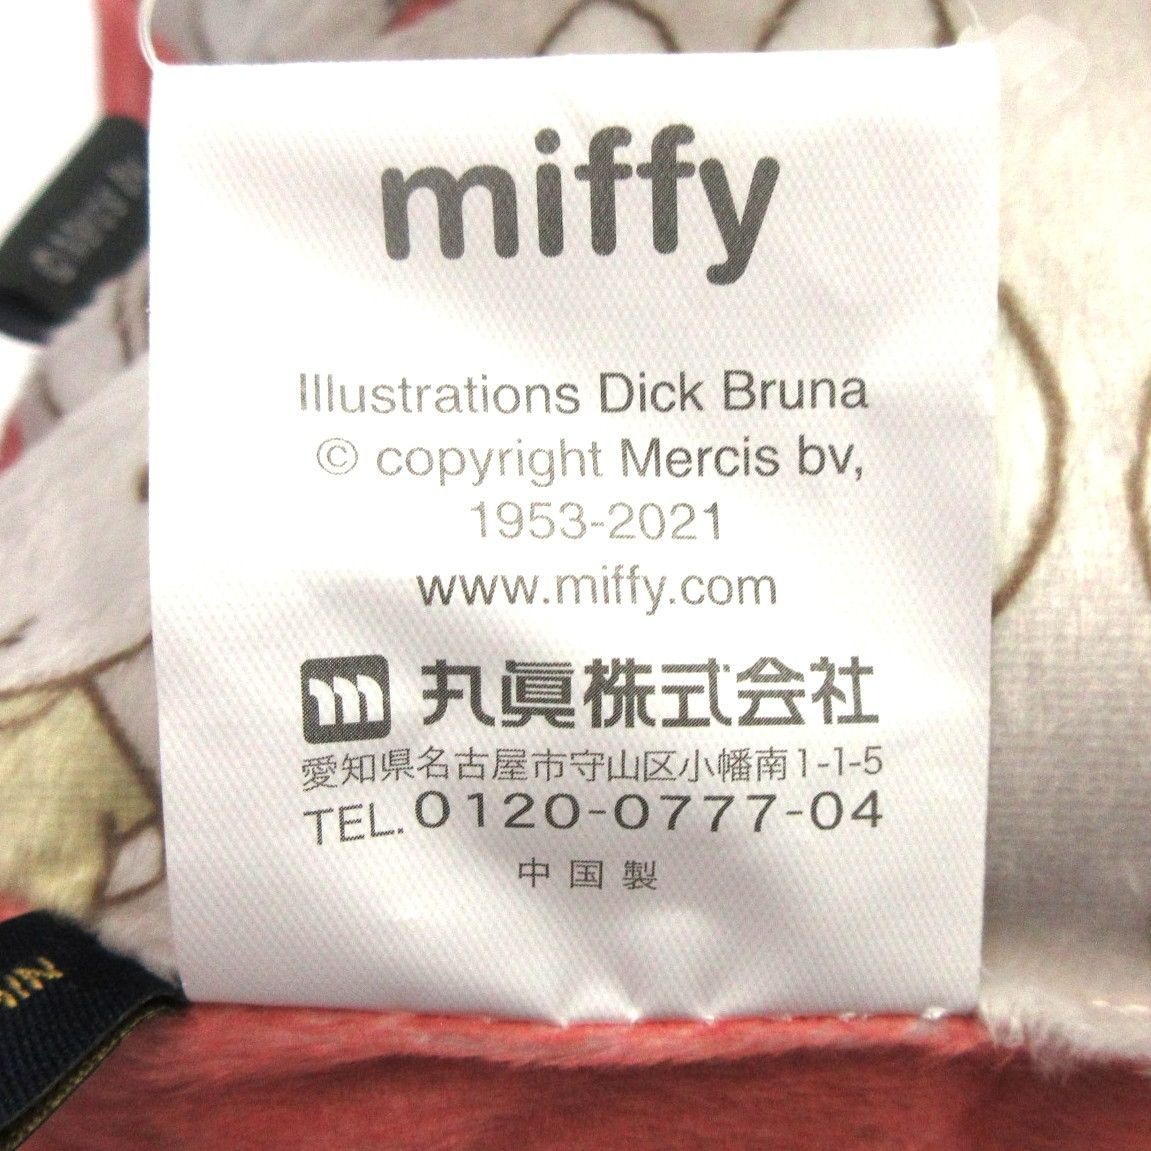 miffy
Illustrations Dick Bruna
© copyright Mercis bv,
1953-2021
www.miffy.com
丸眞株式会社
愛知県名古屋市守山区小幡南1-1-5
TEL. 0120-0777-04
中国製